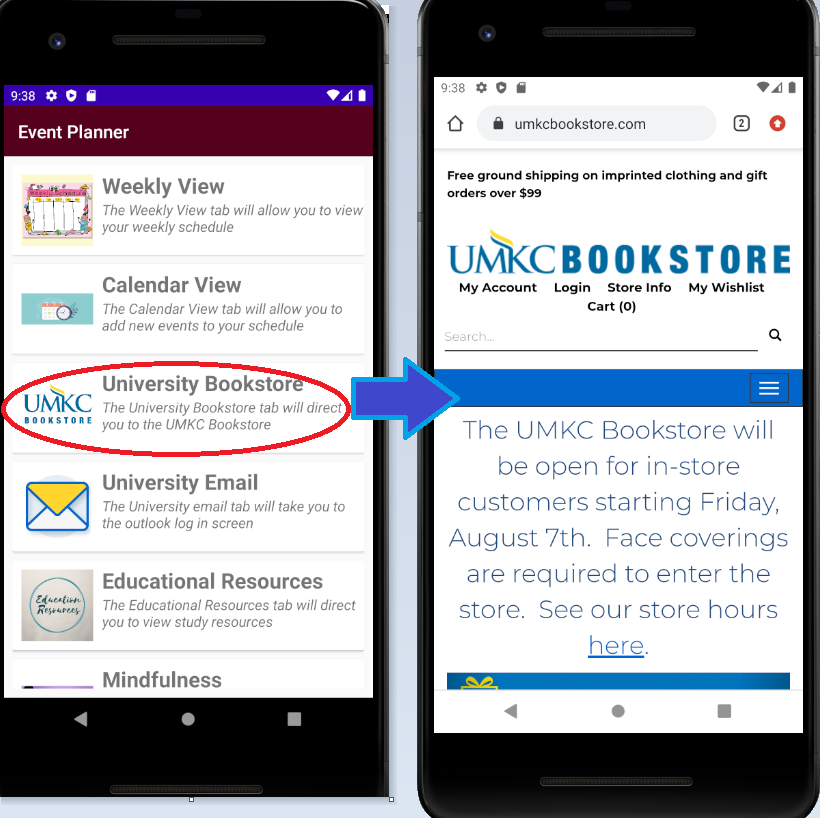 9:38
Event Planner
Weekly Schedule
Weekly View
The Weekly View tab will allow you to view
your weekly schedule
Calendar View
The Calendar View tab will allow you to
add new events to your schedule
UMKC
BOOKSTORE
University Bookstore
The University Bookstore tab will direct
you to the UMKC Bookstore
University Email
The University email tab will take you to
the outlook log in screen
Education
Resources
Educational Resources
The Educational Resources tab will direct
you to view study resources
Mindfulness
9:38
umkcbookstore.com
2
Free ground shipping on imprinted clothing and gift
orders over $99
UMKC BOOKSTORE
My Account Login Store Info My Wishlist
Cart (0)
Search...
The UMKC Bookstore will
be open for in-store
customers starting Friday,
August 7th. Face coverings
are required to enter the
store. See our store hours
here.